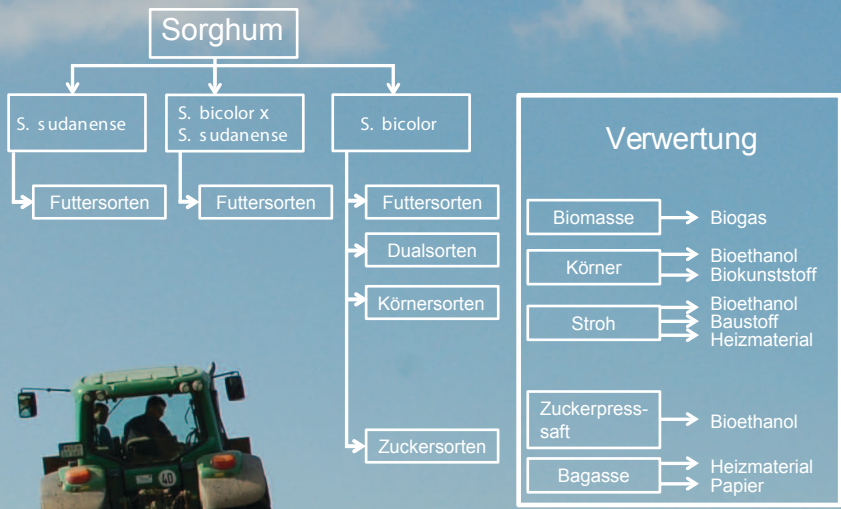 Sorghum
S. sudanense
S. bicolor x
S. sudanense
S. bicolor
Futtersorten
Futtersorten
Futtersorten
Dualsorten
Körnersorten
Zuckersorten
Verwertung
Biomasse
Biogas
Körner
Bioethanol
Biokunststoff
Stroh
Bioethanol
Baustoff
Heizmaterial
Zuckerpress-
saft
Bioethanol
Bagasse
Heizmaterial
Papier
40